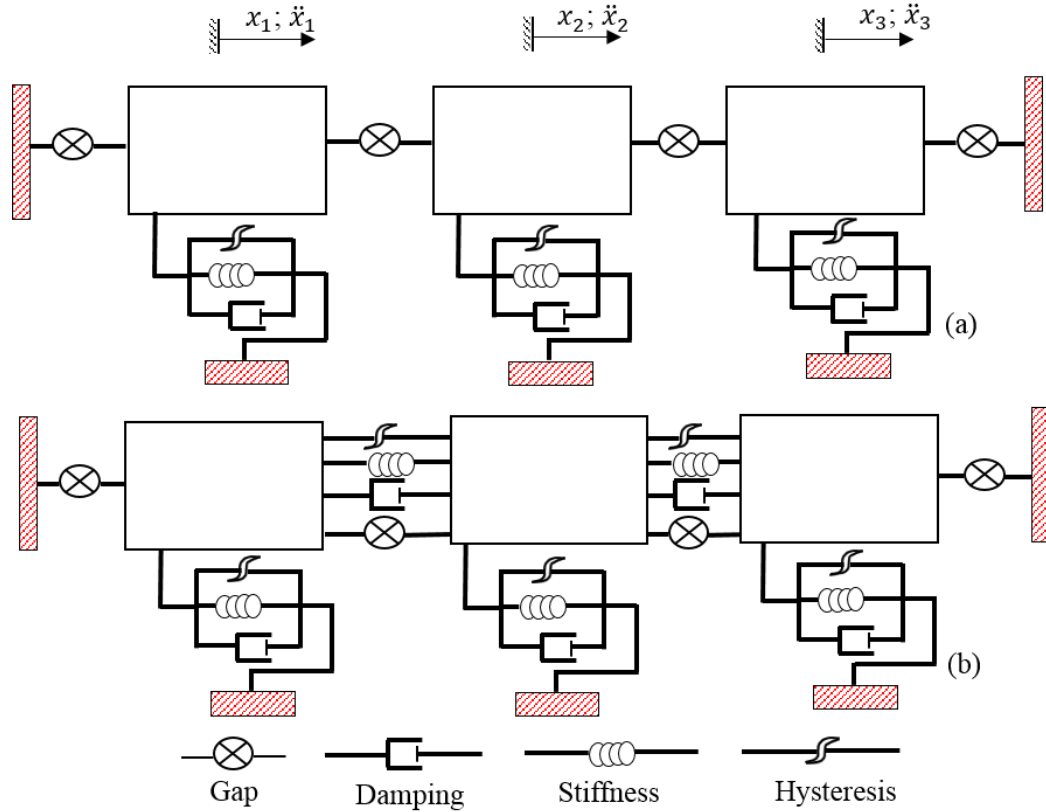 x₁; ẍ₁ x₂; ẍ₂ x₃; ẍ₃
(a)
(b)
Gap Damping Stiffness Hysteresis